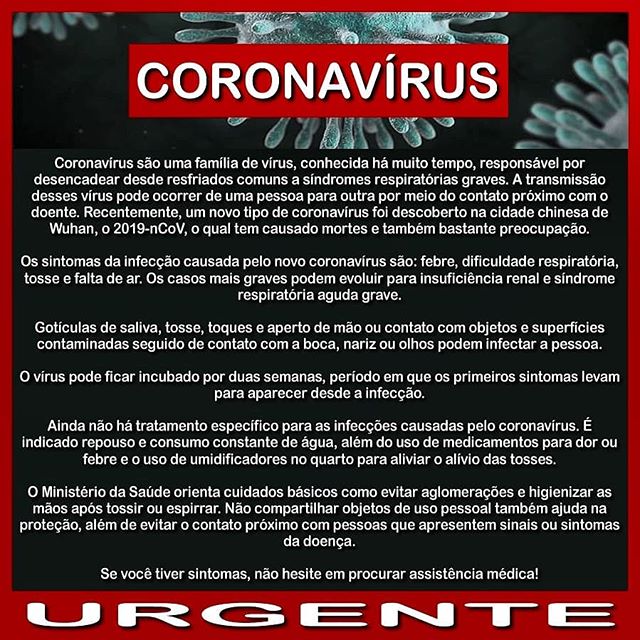 CORONAVÍRUS
Coronavírus são uma família de vírus, conhecida há muito tempo, responsável por
desencadear desde resfriados comuns a síndromes respiratórias graves. A transmissão
desses vírus pode ocorrer de uma pessoa para outra por meio do contato próximo com o
doente. Recentemente, um novo tipo de coronavírus foi descoberto na cidade chinesa de
Wuhan, o 2019-nCoV, o qual tem causado mortes e também bastante preocupação.
Os sintomas da infecção causada pelo novo coronavírus são: febre, dificuldade respiratória,
tosse e falta de ar. Os casos mais graves podem evoluir para insuficiência renal e síndrome
respiratória aguda grave.
Gotículas de saliva, tosse, toques e aperto de mão ou contato com objetos e superfícies
contaminadas seguido de contato com a boca, nariz ou olhos podem infectar a pessoa.
O vírus pode ficar incubado por duas semanas, período em que os primeiros sintomas levam
para aparecer desde a infecção.
Ainda não há tratamento específico para as infecções causadas pelo coronavírus. É
indicado repouso e consumo constante de água, além do uso de medicamentos para dor ou
febre e o uso de umidificadores no quarto para aliviar o alívio das tosses.
O Ministério da Saúde orienta cuidados básicos como evitar aglomerações e higienizar as
mãos após tossir ou espirrar. Não compartilhar objetos de uso pessoal também ajuda na
proteção, além de evitar o contato próximo com pessoas que apresentem sinais ou sintomas
da doença.
Se você tiver sintomas, não hesite em procurar assistência médica!
URGENTE